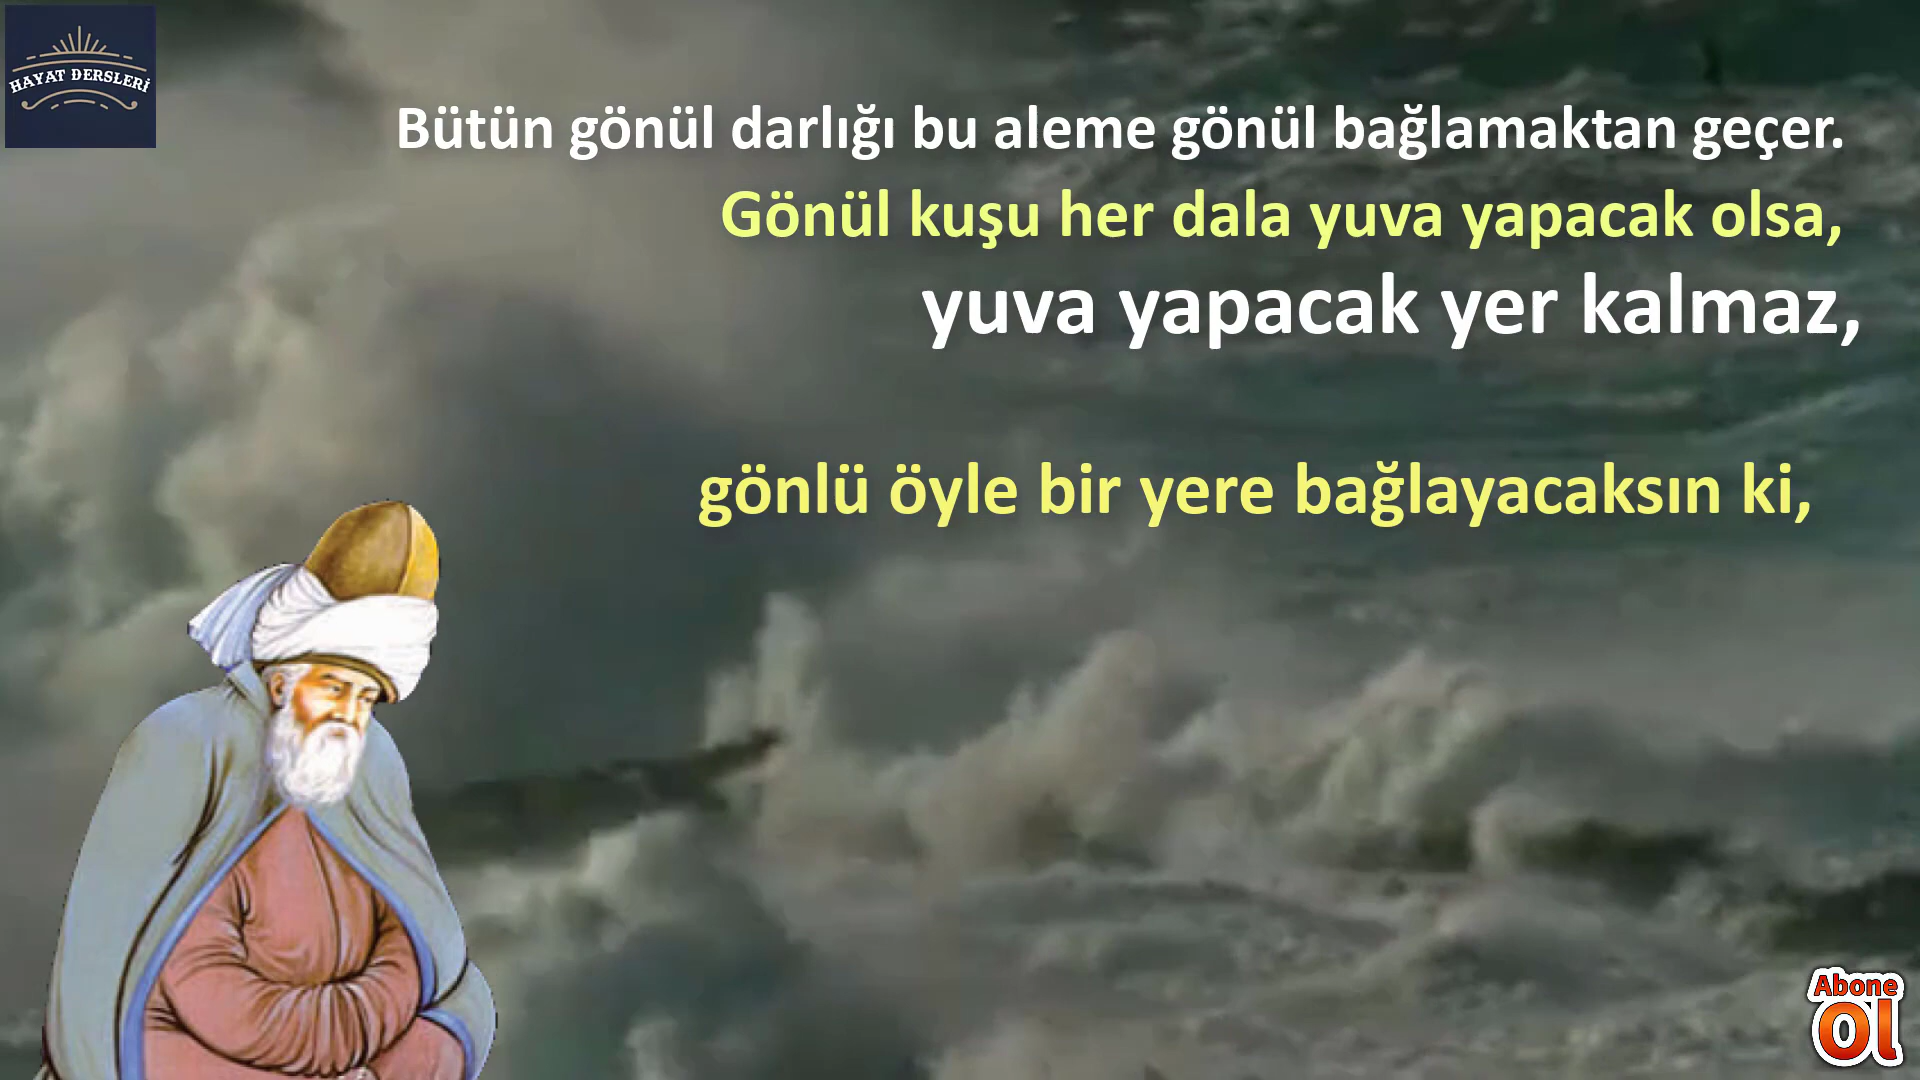 HAYAT DERSLERİ
Bütün gönül darlığı bu aleme gönül bağlamaktan geçer.
Gönül kuşu her dala yuva yapacak olsa,
yuva yapacak yer kalmaz,
gönlü öyle bir yere bağlayacaksın ki,
Abone
ol